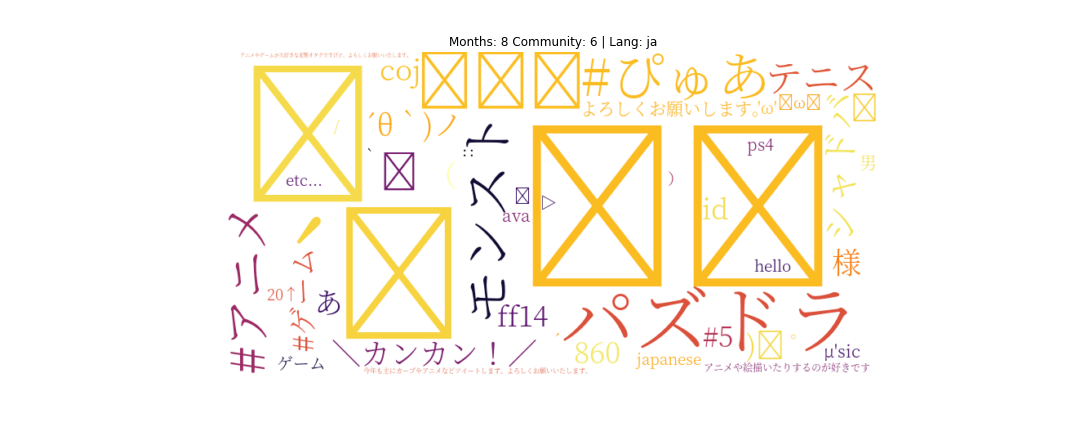 Months: 8 Community: 6 | Lang: ja
アニメやゲームが大好きな変態すタクですけど、よろしくお願いいたします。
coj
#ぴゅあ
テニス
よろしくお願いします。'ω'
ω
´θ｀)ノ
シャドバ
男
ps4
etc…
モンスト
ava
▷
id
hello
様
#アニメ
#ゲーム
20↑
あ
ff14
パズドラ
#5
ゲーム
＼カンカン！／
860
japanese
μ'sic
今年も主にカープやアニメなどツイートします。よろしくお願いいたします。
アニメや絵描いたりするのが好きです